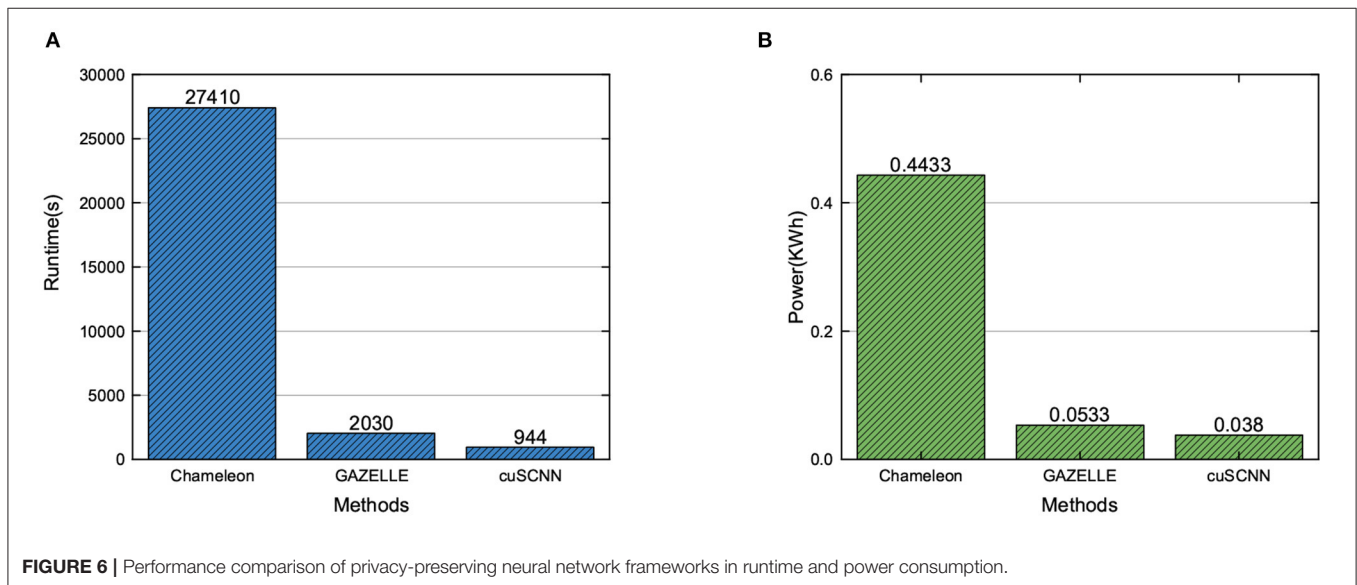 A
30000
25000
20000
15000
10000
5000
0
Runtime(s)
27410
2030
944
Chameleon GAZELLE cuSCNN
Methods
B
0.6
0.4
0.2
0.0
Power(KWh)
0.4433
0.0533
0.038
Chameleon GAZELLE cuSCNN
Methods
FIGURE 6 | Performance comparison of privacy-preserving neural network frameworks in runtime and power consumption.